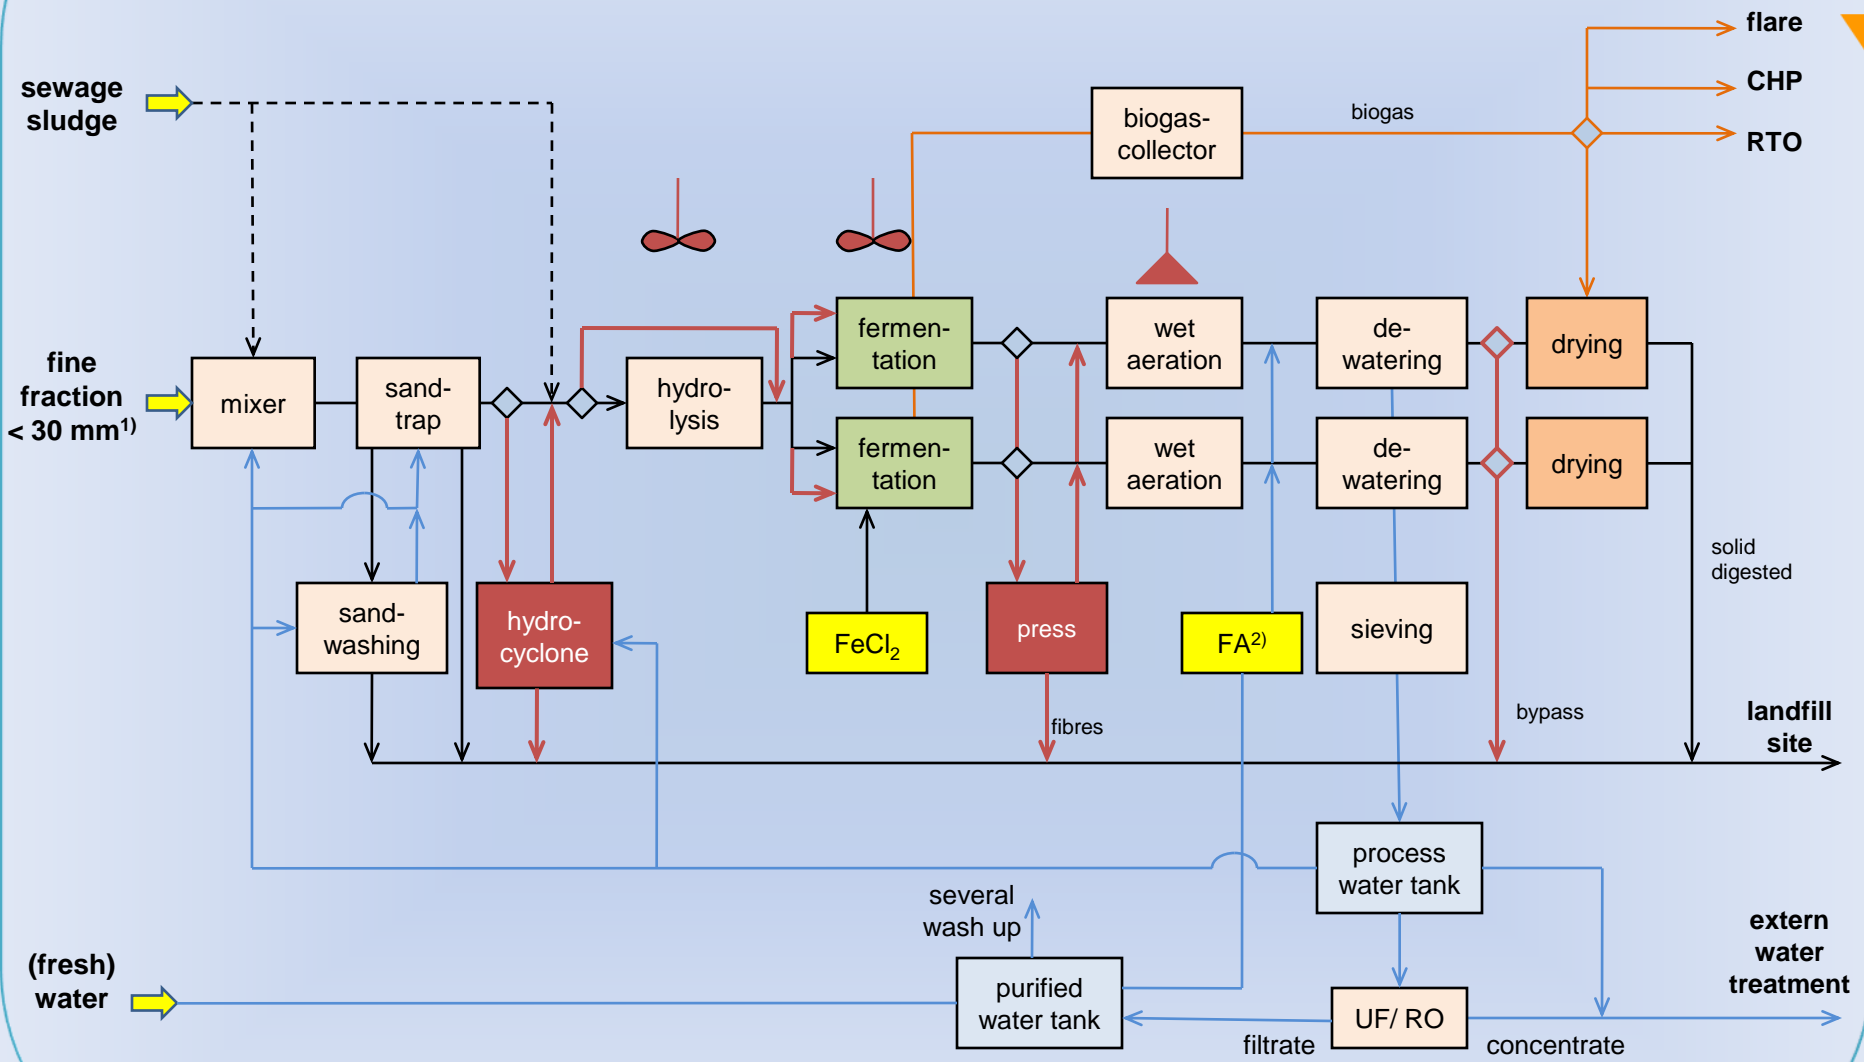 flare
sewage
sludge
CHP
biogas-
collector
biogas
RTO
fermen-
tation
wet
aeration
de-
watering
drying
fine
fraction
< 30 mm1)
mixer
sand-
trap
hydro-
lysis
fermen-
tation
wet
aeration
de-
watering
drying
solid
digested
sand-
washing
hydro-
cyclone
FeCl2
press
FA2)
sieving
fibres
bypass
landfill
site
process
water tank
several
wash up
extern
water
treatment
(fresh)
water
purified
water tank
UF/ RO
filtrate
concentrate